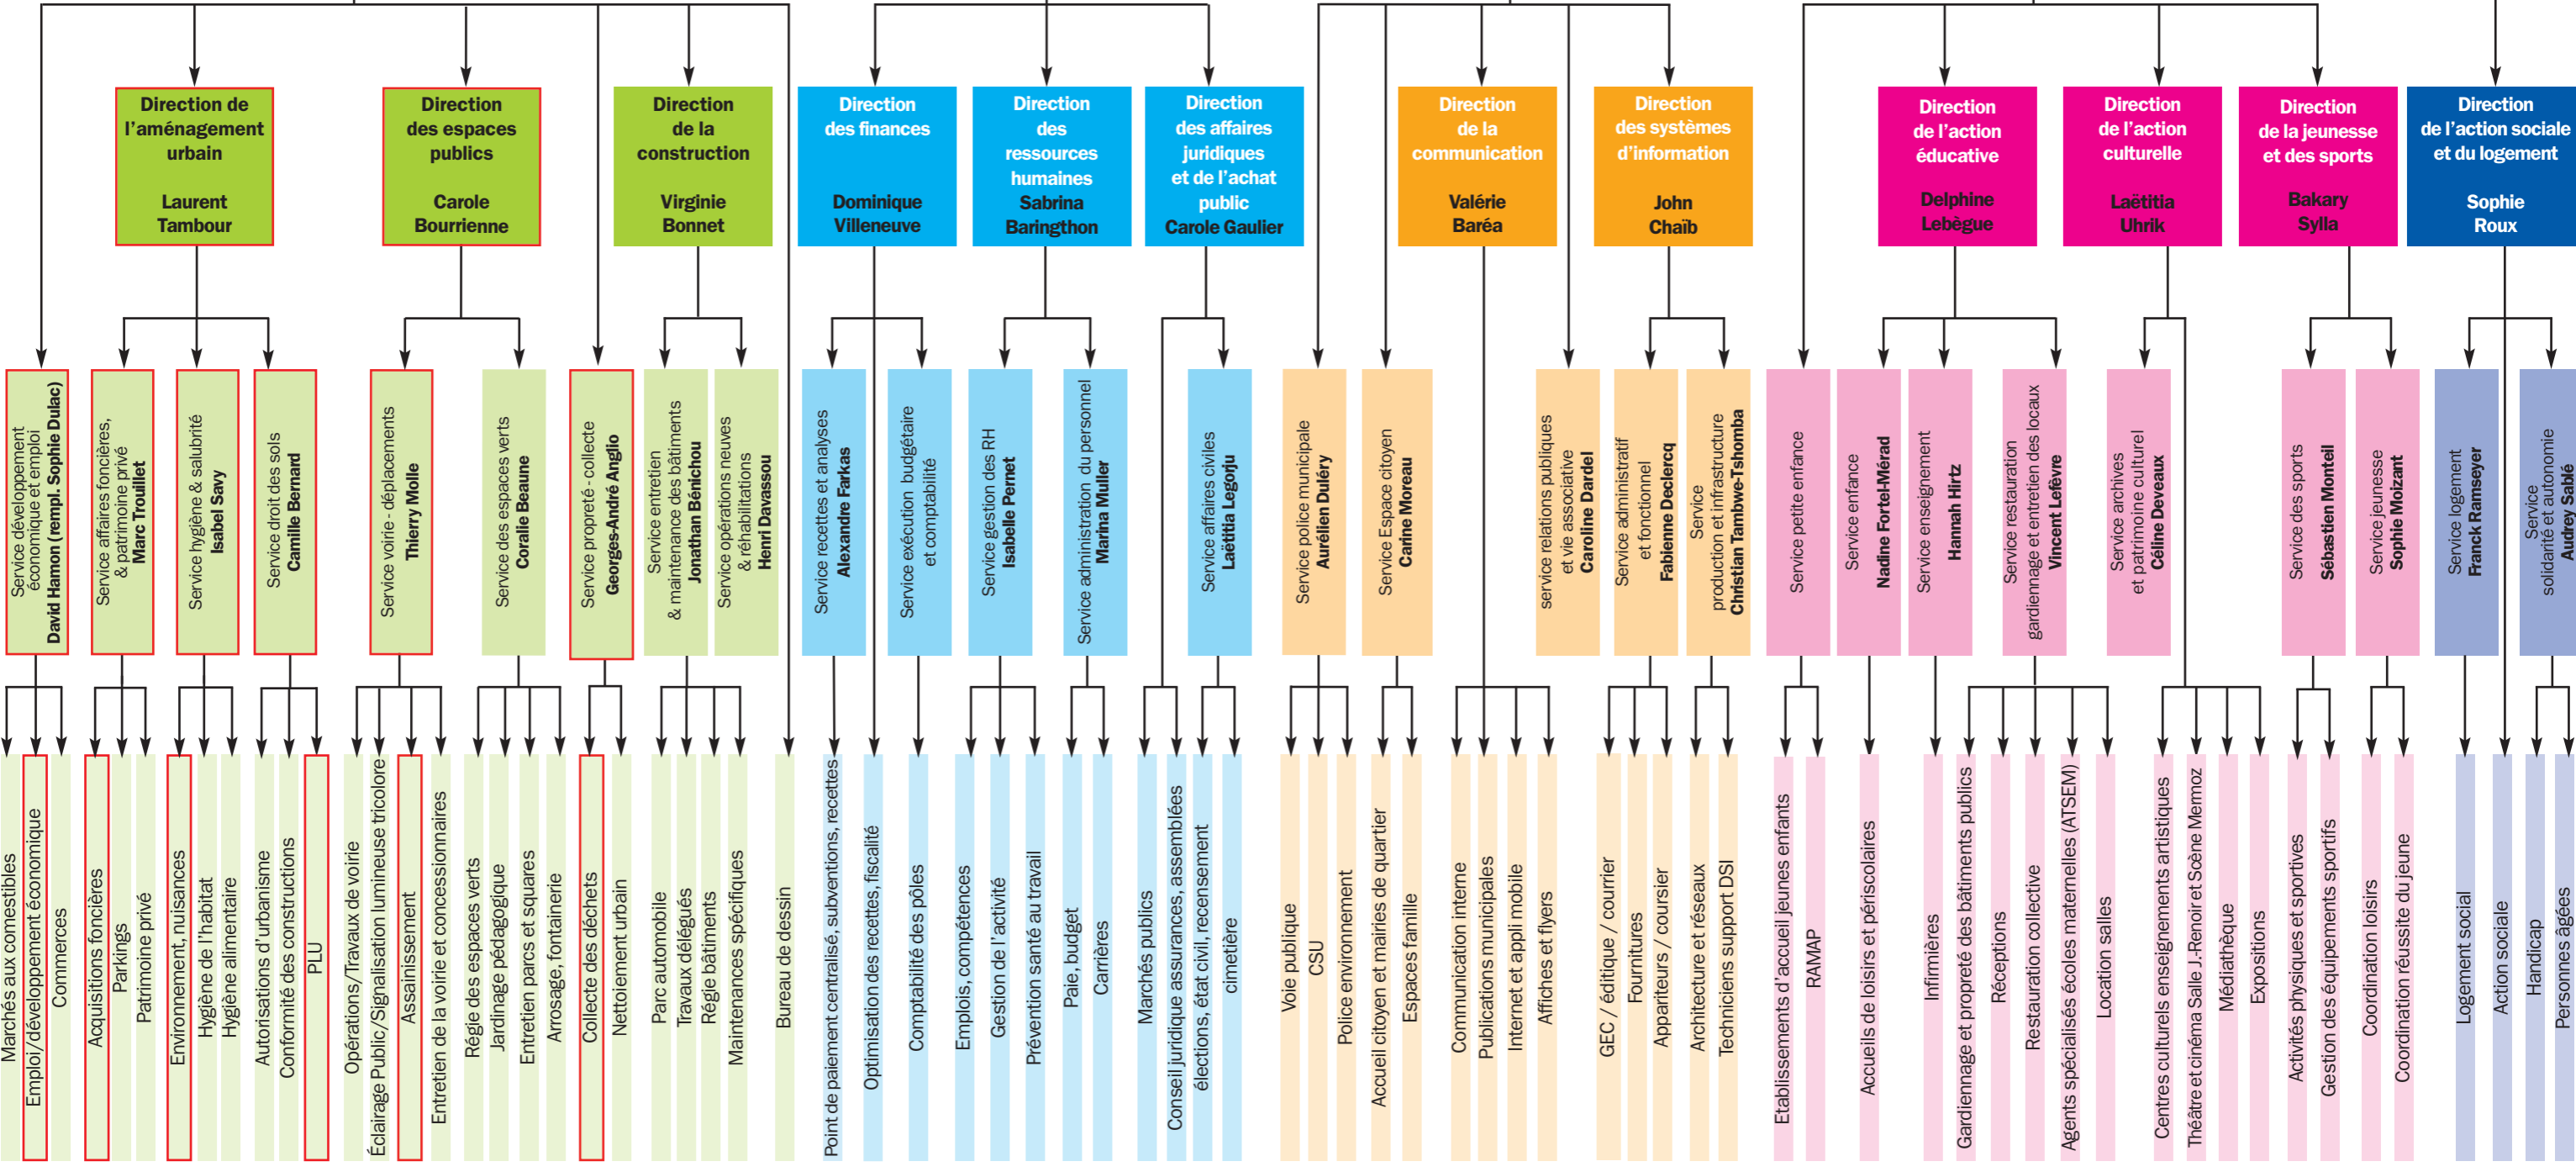 Direction de
l’aménagement
urbain
Laurent
Tambour
Direction
des espaces
publics
Carole
Bourrienne
Direction
de la
construction
Virginie
Bonnet
Direction
des finances
Dominique
Villeneuve
Direction
des
ressources
humaines
Sabrina
Baringthon
Direction
des affaires
juridiques
et de l’achat
public
Carole Gaulier
Direction
de la
communication
Valérie
Baréa
Direction
des systèmes
d’information
John
Chaïb
Direction
de l’action
éducative
Delphine
Lebègue
Direction
de l’action
culturelle
Laëtitia
Uhrik
Direction
de la jeunesse
et des sports
Bakary
Sylla
Direction
de l’action sociale
et du logement
Sophie
Roux
Service développement
économique et emploi
David Hamon (rempl. Sophie Dulac)
Service affaires foncières,
& patrimoine privé
Marc Trouillet
Service hygiène & salubrité
Isabel Savy
Service droit des sols
Camille Bernard
Service voirie - déplacements
Thierry Molle
Service des espaces verts
Coralie Beaune
Service propreté - collecte
Georges-André Anglio
Service entretien
& maintenance des bâtiments
Jonathan Bénichou
Service opérations neuves
& réhabilitations
Henri Davassou
Service recettes et analyses
Alexandre Farkas
Service exécution budgétaire
et comptabilité
Service gestion des RH
Isabelle Pernet
Service administration du personnel
Marina Muller
Service affaires civiles
Laëtitia Legorju
Service police municipale
Aurélien Duféry
Service Espace citoyen
Carine Moreau
service relations publiques
et vie associative
Caroline Dardel
Service administratif
et fonctionnel
Fabienne Declercq
Service
production et infrastructure
Christian Tambwe-Tshomba
Service petite enfance
Service enfance
Nadine Fortel-Mérad
Service enseignement
Hannah Hirtz
Service restauration
gardiennage et entretien des locaux
Vincent Lefèvre
Service archives
et patrimoine culturel
Céline Deveaux
Service des sports
Sébastien Monteil
Service jeunesse
Sophie Moizant
Service logement
Franck Ramseyer
Service
solidarité et autonomie
Audrey Sablé
Marchés aux comestibles
Emploi/développement économique
Commerces
Acquisitions foncières
Parkings
Patrimoine privé
Environnement, nuisances
Hygiène de l’habitat
Hygiène alimentaire
Autorisations d’urbanisme
Conformité des constructions
PLU
Opérations/Travaux de voirie
Éclairage Public/Signalisation lumineuse tricolore
Assainissement
Entretien de la voirie et concessionnaires
Régie des espaces verts
Jardinage pédagogique
Entretien parcs et squares
Arrosage, fontainerie
Collecte des déchets
Nettoiement urbain
Parc automobile
Travaux délégués
Régie bâtiments
Maintenances spécifiques
Bureau de dessin
Point de paiement centralisé, subventions, recettes
Optimisation des recettes, fiscalité
Comptabilité des pôles
Emplois, compétences
Gestion de l’activité
Prévention santé au travail
Paie, budget
Carrières
Marchés publics
Conseil juridique assurances, assemblées
élections, état civil, recensement
cimetière
Voie publique
CSU
Police environnement
Accueil citoyen et mairies de quartier
Espaces famille
Communication interne
Publications municipales
Internet et appli mobile
Affiches et flyers
GEC / éditique / courrier
Fournitures
Appariteurs / coursier
Architecture et réseaux
Techniciens support DSI
Etablissements d’accueil jeunes enfants
RAMAP
Accueils de loisirs et périscolaires
Infirmières
Gardiennage et propreté des bâtiments publics
Réceptions
Restauration collective
Agents spécialisés écoles maternelles (ATSEM)
Location salles
Centres culturels enseignements artistiques
Théâtre et cinéma Salle J.-Renoir et Scène Mermoz
Médiathèque
Expositions
Activités physiques et sportives
Gestion des équipements sportifs
Coordination loisirs
Coordination réussite du jeune
Logement social
Action sociale
Handicap
Personnes âgées